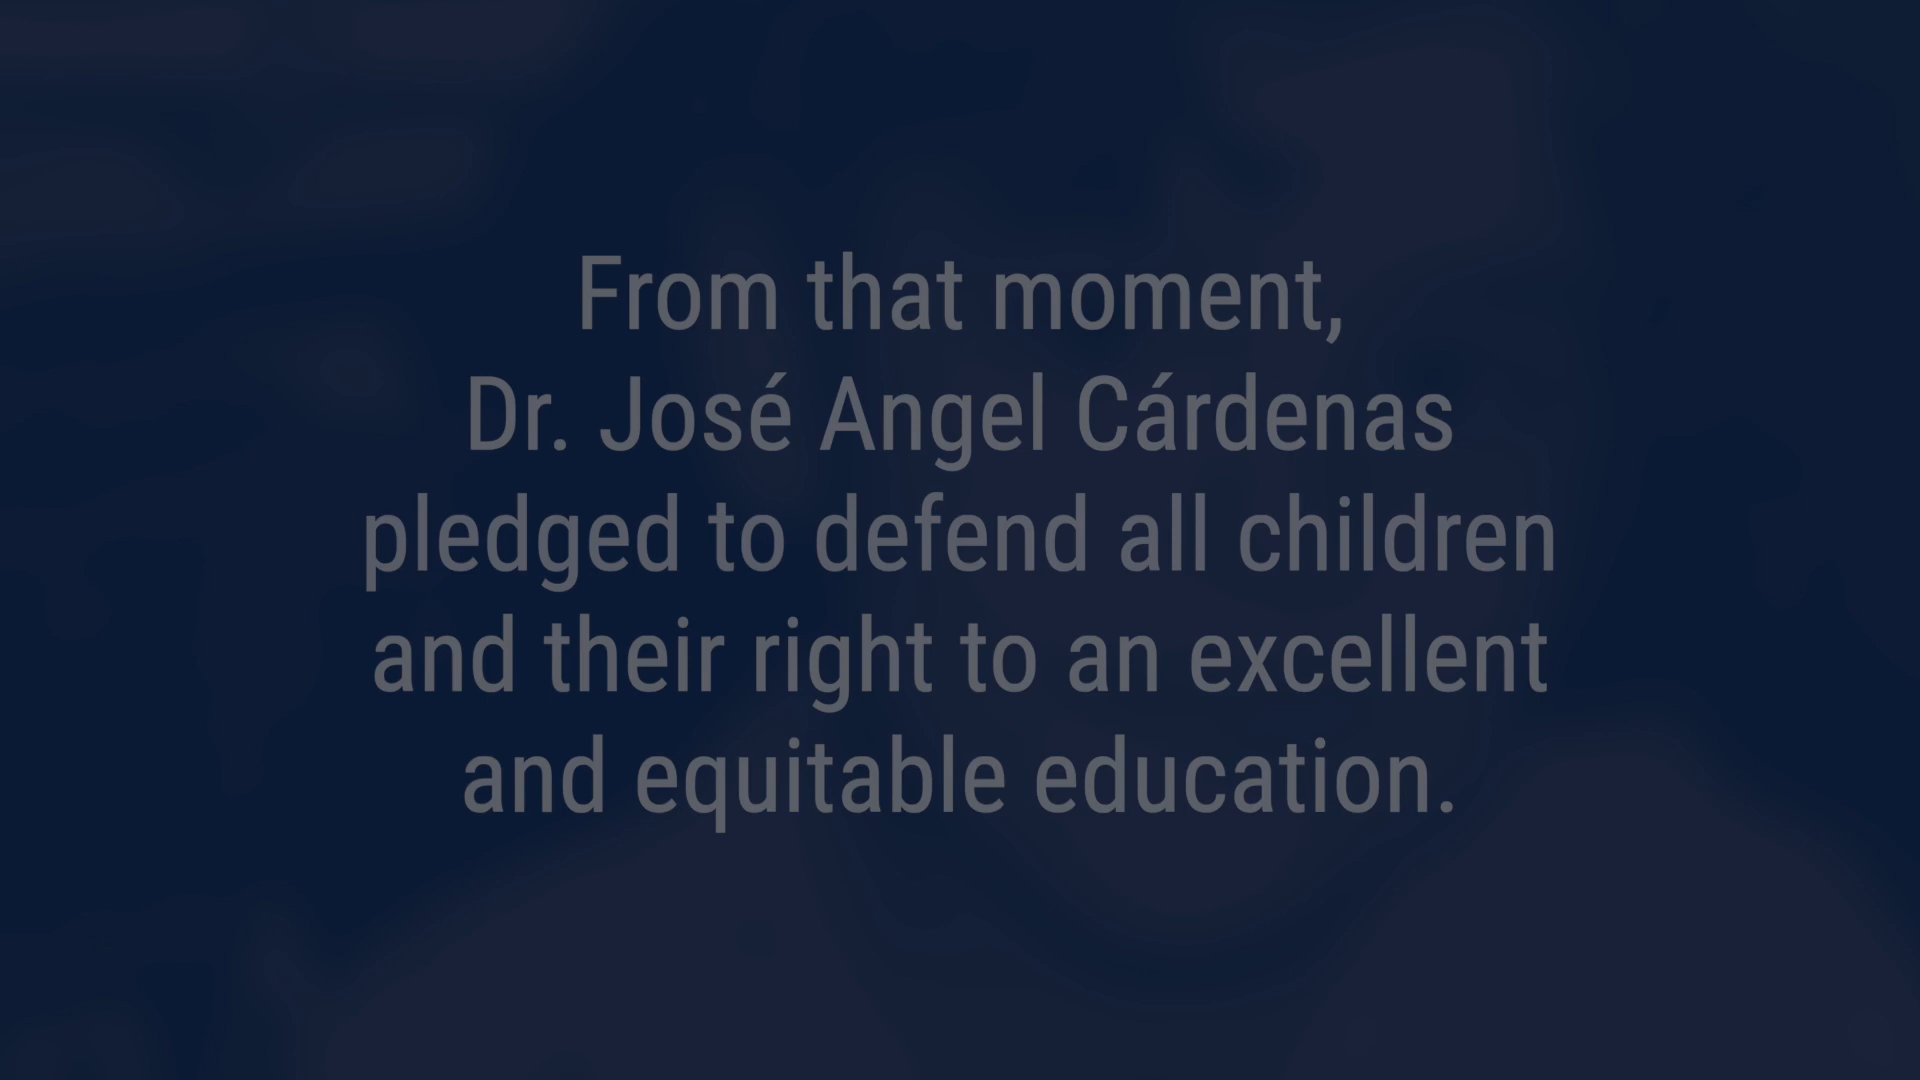 From that moment,
Dr. José Angel Cárdenas
pledged to defend all children
and their right to an excellent
and equitable education.